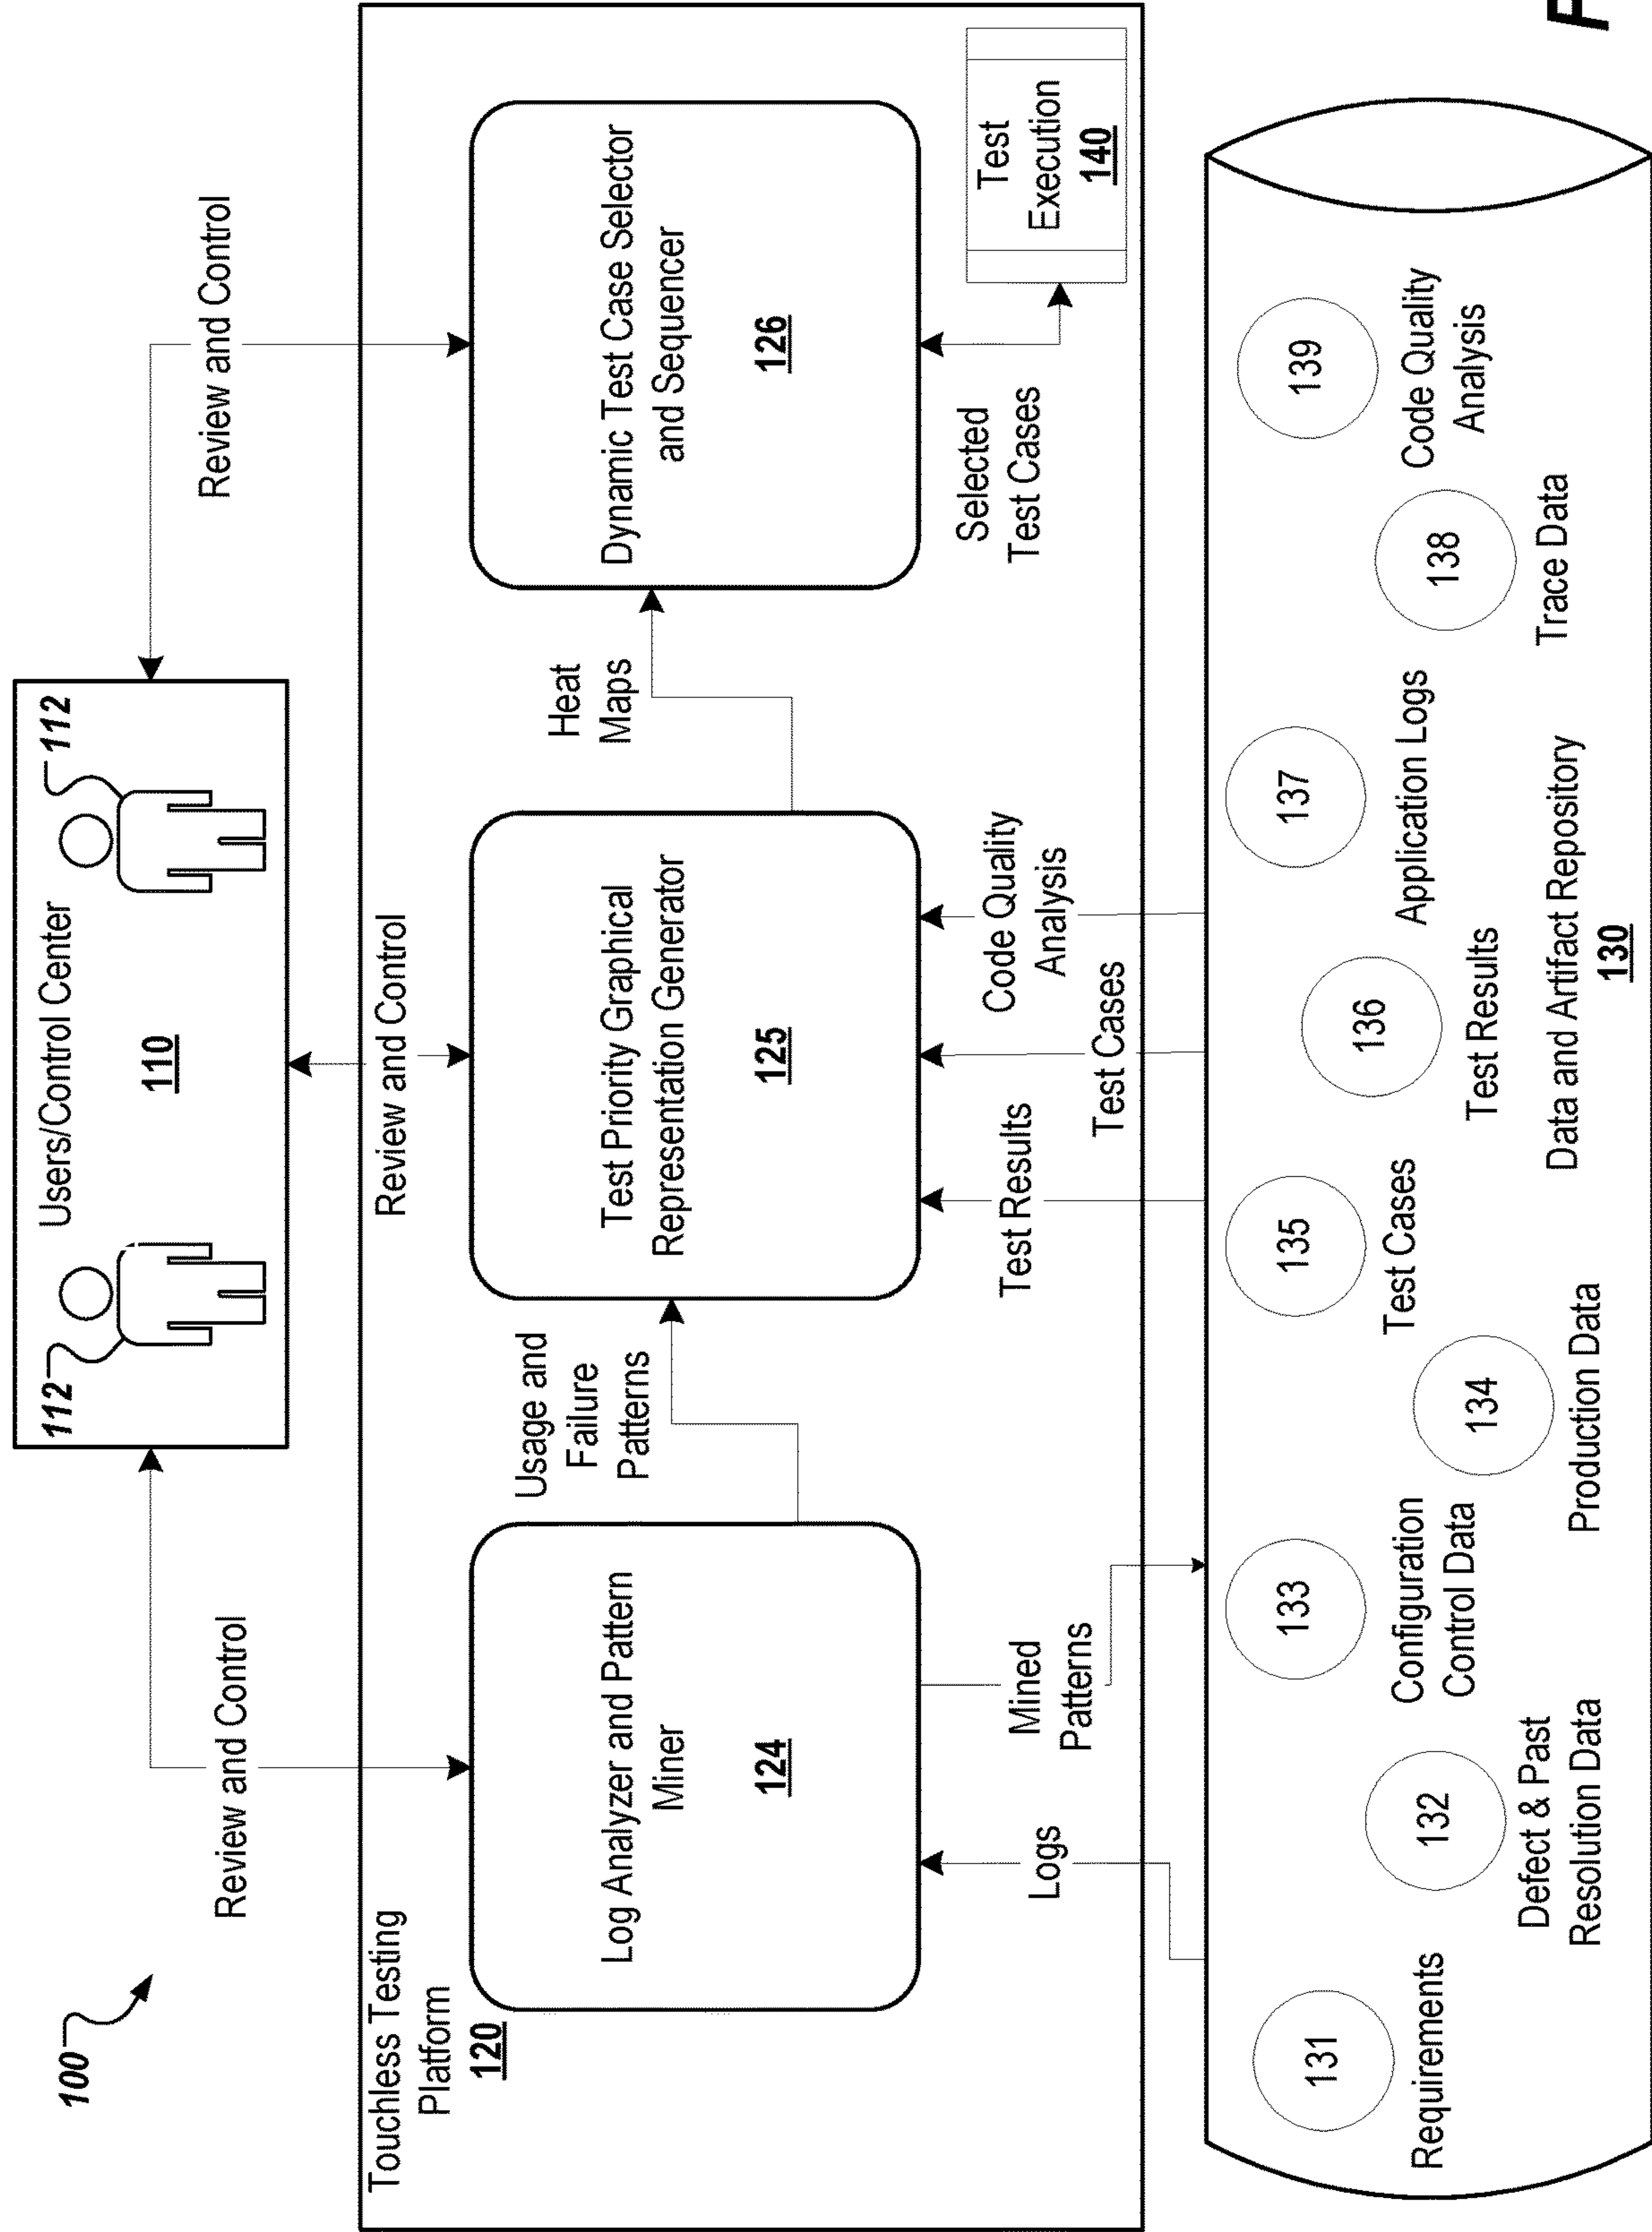 100
Users/Control Center
110
112
112
Review and Control
Review and Control
Review and Control
Touchless Testing
Platform
120
Log Analyzer and Pattern
Miner
124
Usage and
Failure
Patterns
Test Priority Graphical
Representation Generator
125
Heat
Maps
Dynamic Test Case Selector
and Sequencer
126
Logs
Mined
Patterns
Test Results
Test Cases
Code Quality
Analysis
Selected
Test Cases
Test
Execution
140
131
Requirements
132
Defect & Past
Resolution Data
133
Configuration
Control Data
134
Production Data
135
Test Cases
136
Test Results
137
Application Logs
138
Trace Data
139
Code Quality
Analysis
Data and Artifact Repository
130